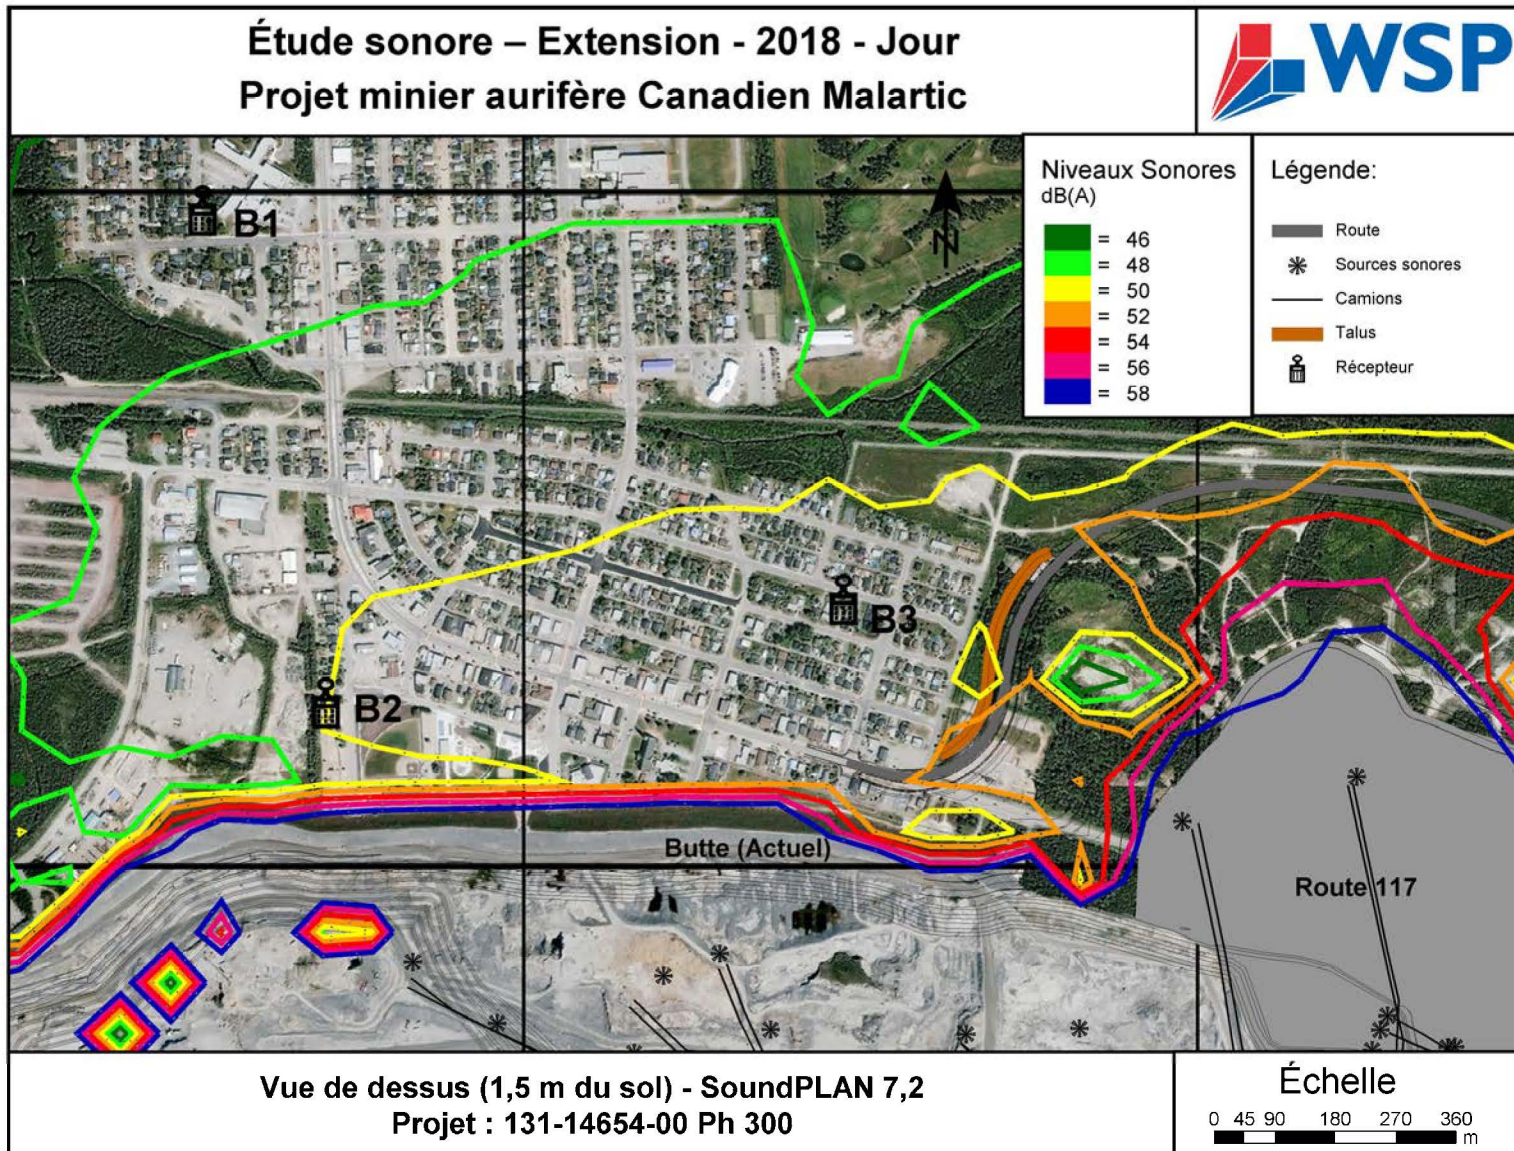 Étude sonore – Extension - 2018 - Jour
Projet minier aurifère Canadien Malartic
WSP
Niveaux Sonores
dB(A)
= 46
= 48
= 50
= 52
= 54
= 56
= 58
Légende:
Route
Sources sonores
Camions
Talus
Récepteur
B1
N
B3
B2
Butte (Actuel)
Route 117
Vue de dessus (1,5 m du sol) - SoundPLAN 7,2
Projet : 131-14654-00 Ph 300
Échelle
0 45 90 180 270 360
m